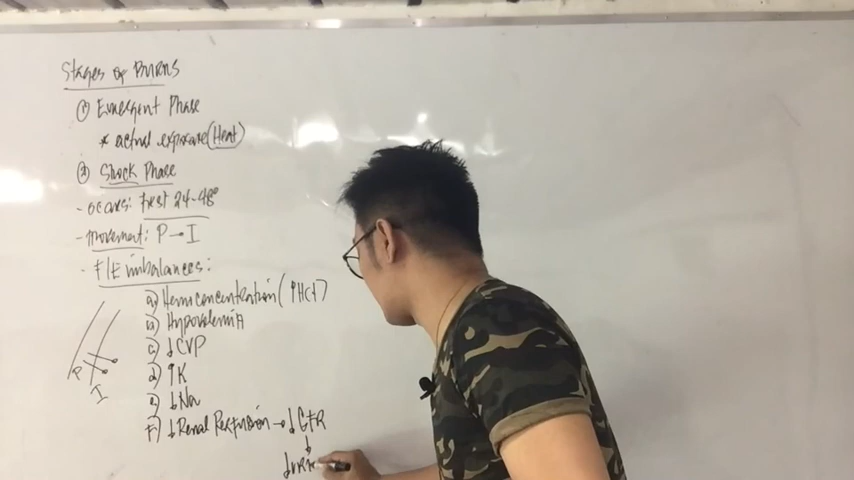 Stages of Burns
① Emergent Phase
* actual exposure (Heat)
② Shock Phase
- occurs: first 24-48°
- Movement: P → I
- F/E imbalances:
a) Hemoconcentration (↑Hct)
b) Hypovolemia
c) ↓CVP
d) ↑K
e) ↓Na
F) ↓Renal Perfusion → ↓GFR
↓
P
I